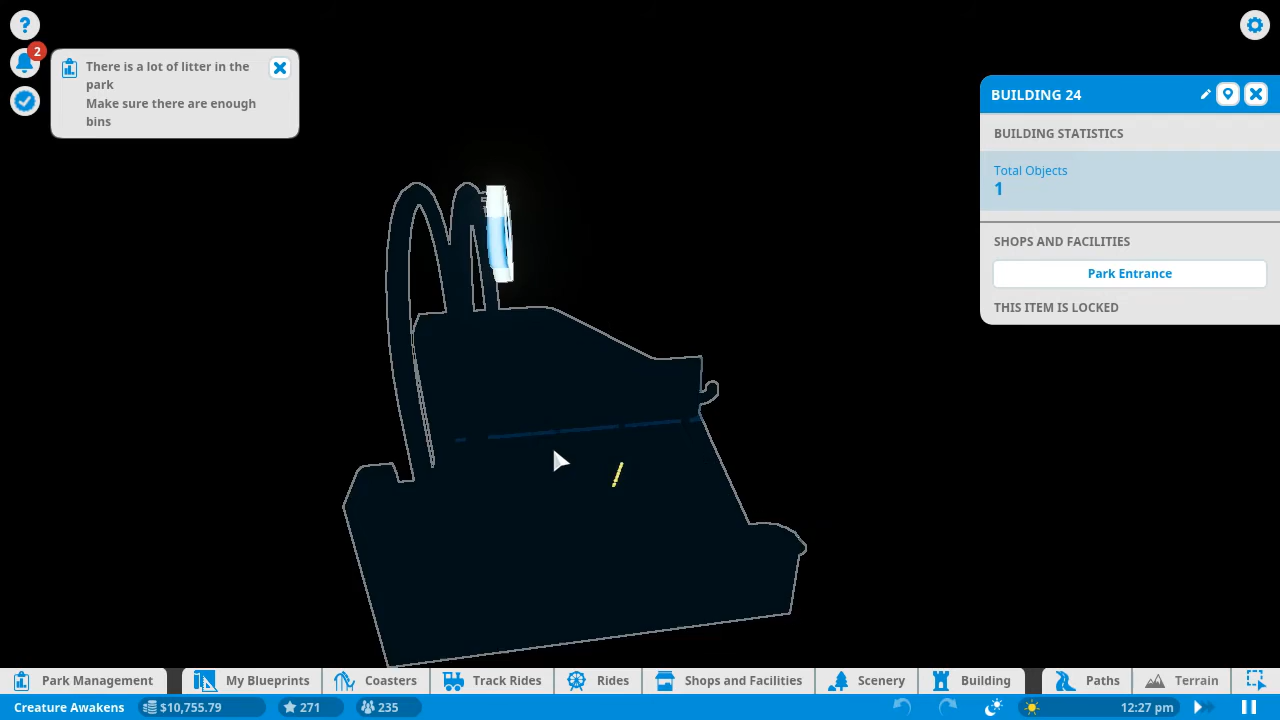 ?
2
There is a lot of litter in the
park
Make sure there are enough
bins
BUILDING 24
BUILDING STATISTICS
Total Objects
1
SHOPS AND FACILITIES
Park Entrance
THIS ITEM IS LOCKED
Park Management
My Blueprints
Coasters
Track Rides
Rides
Shops and Facilities
Scenery
Building
Paths
Terrain
Creature Awakens
$10,755.79
271
235
12:27 pm